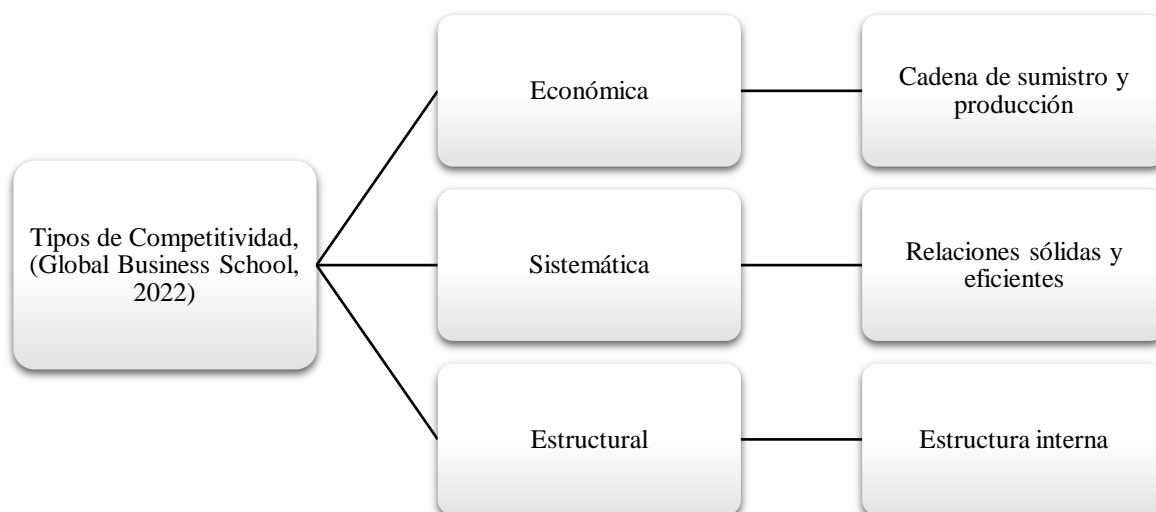 Tipos de Competitividad,
(Global Business School,
2022)
Económica
Cadena de sumistro y
producción
Sistemática
Relaciones sólidas y
eficientes
Estructural
Estructura interna